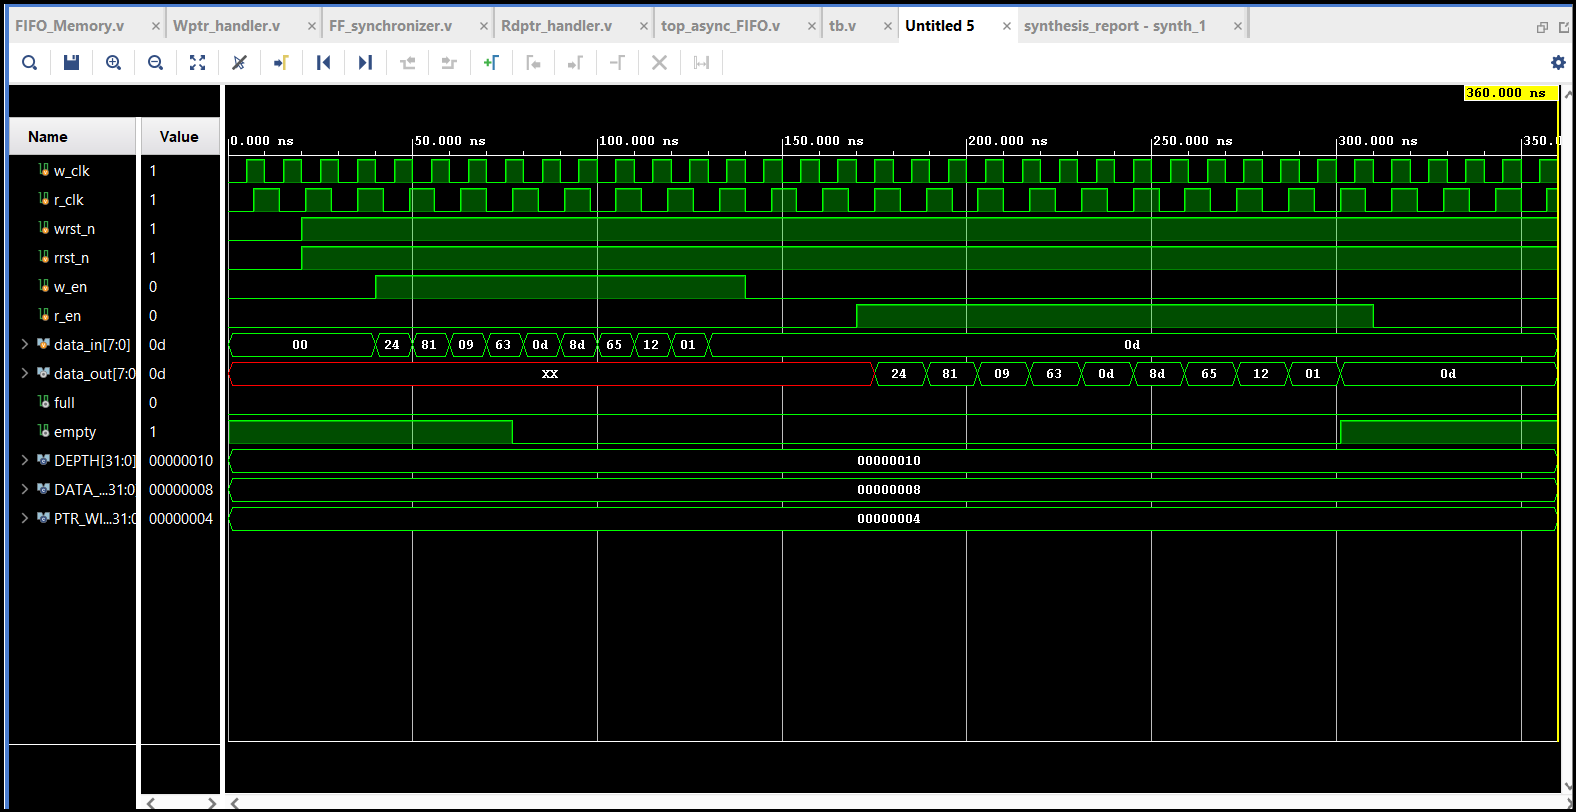 FIFO_Memory.v × Wptr_handler.v × FF_synchronizer.v × Rdptr_handler.v × top_async_FIFO.v × tb.v × Untitled 5 × synthesis_report - synth_1 ×
360.000 ns
Name Value
0.000 ns 50.000 ns 100.000 ns 150.000 ns 200.000 ns 250.000 ns 300.000 ns 350.0
w_clk 1
r_clk 1
wrst_n 1
rrst_n 1
w_en 0
r_en 0
data_in[7:0] 0d 00 24 81 09 63 0d 8d 65 12 01 0d
data_out[7:0 0d XX 24 81 09 63 0d 8d 65 12 01 0d
full 0
empty 1
DEPTH[31:0] 00000010 00000010
DATA_...31:0 00000008 00000008
PTR_WI...31:0 00000004 00000004